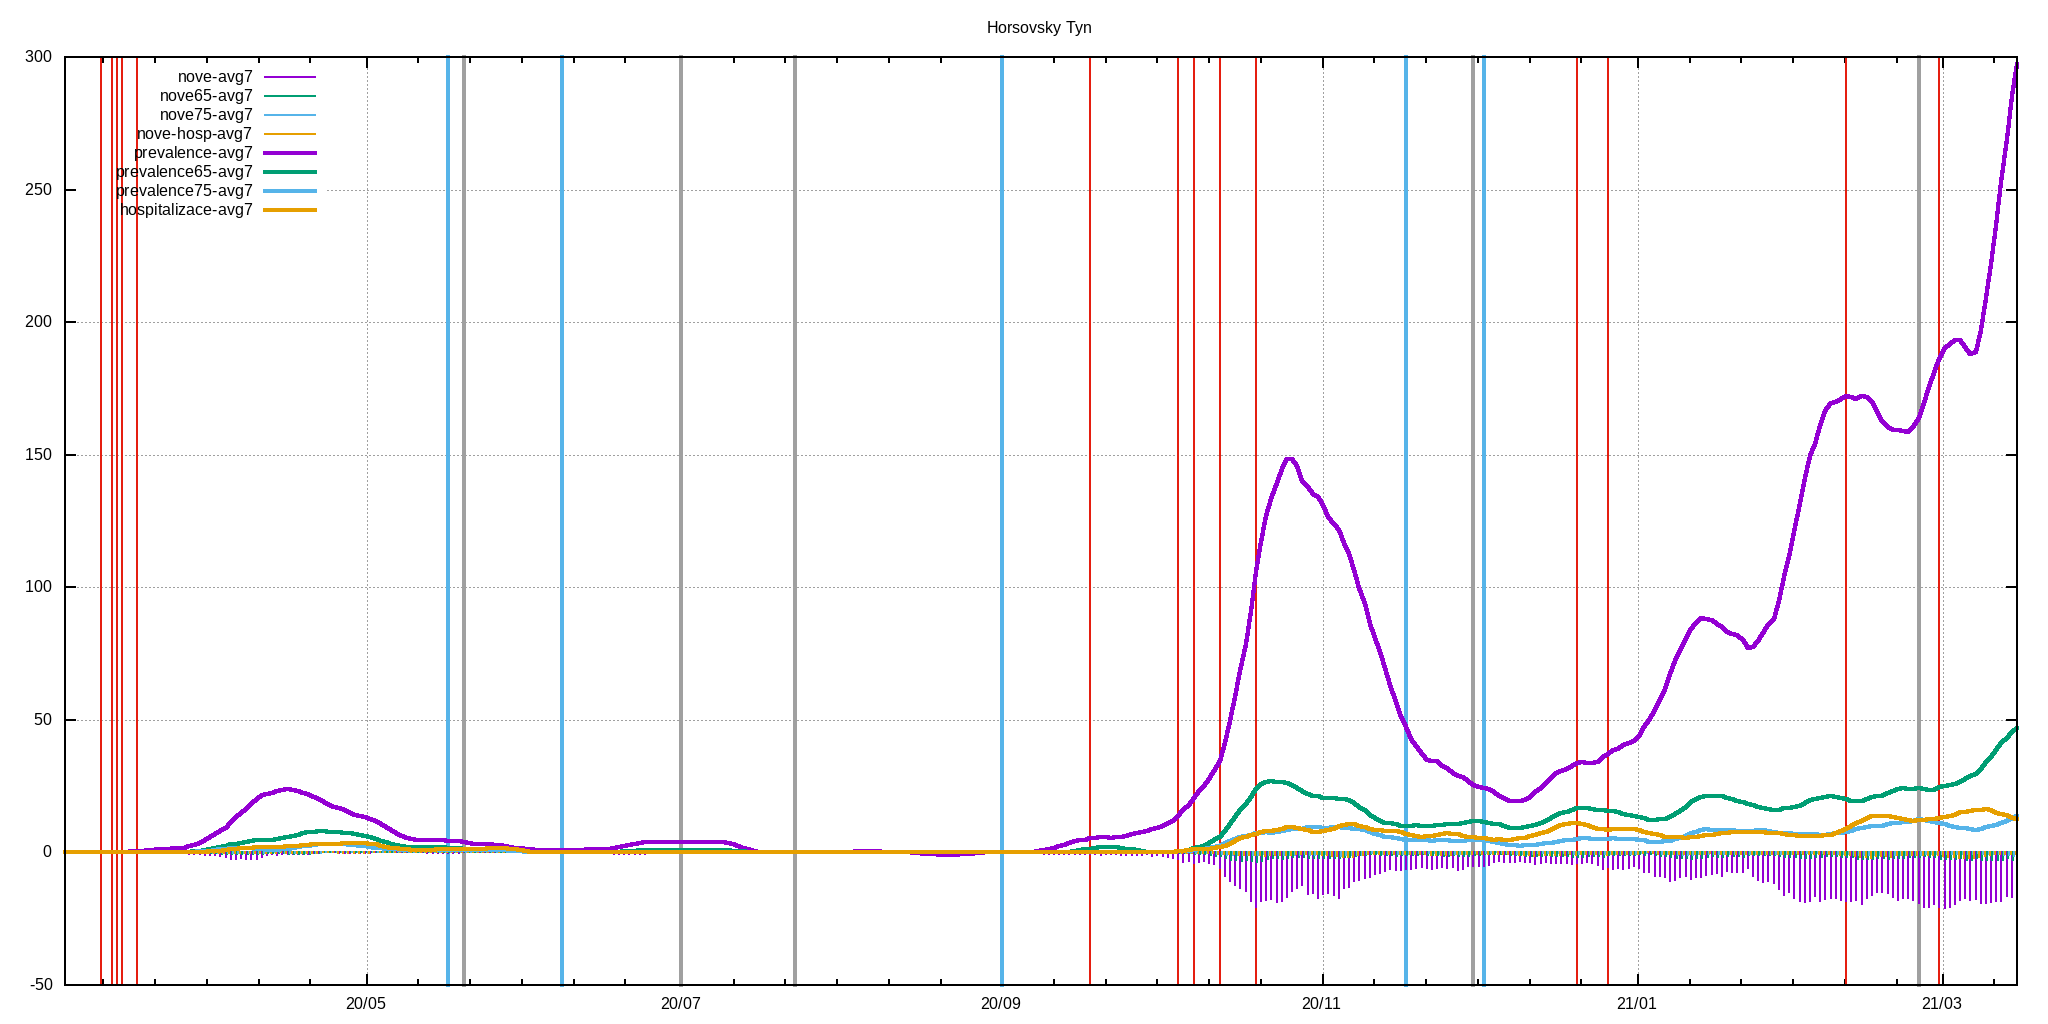 Horsovsky Tyn
300
250
200
150
100
50
0
-50
nove-avg7
nove65-avg7
nove75-avg7
nove-hosp-avg7
prevalence-avg7
prevalence65-avg7
prevalence75-avg7
hospitalizace-avg7
20/05 20/07 20/09 20/11 21/01 21/03